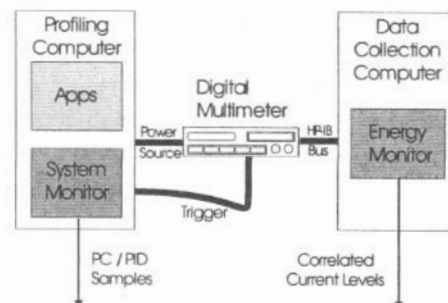 Profiling
Computer
Apps
System
Monitor
Digital
Multimeter
Power
Source
HP-IB
Bus
Trigger
Data
Collection
Computer
Energy
Monitor
PC / PID
Samples
Correlated
Current Levels